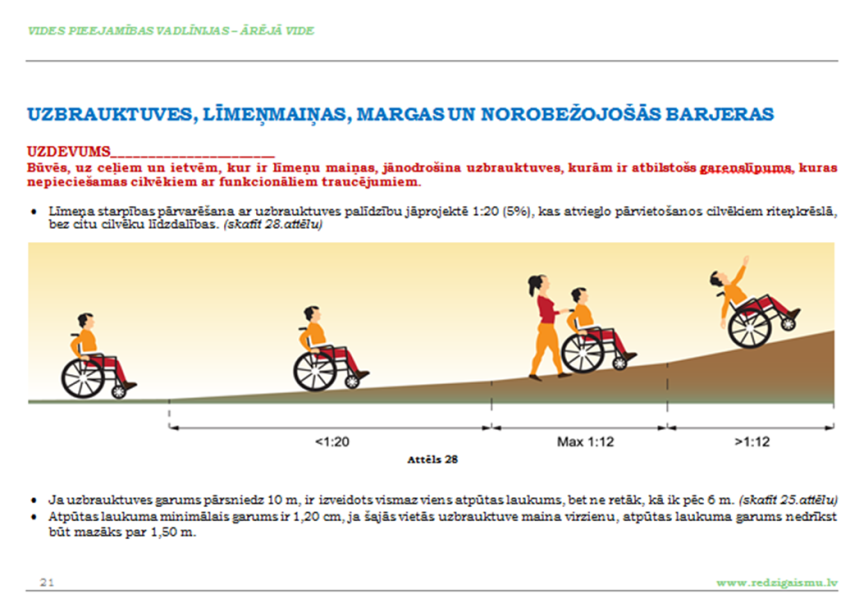 VIDES PIEEJAMĪBAS VADLĪNIJAS – ĀRĒJĀ VIDE
UZBRAUKTUVES, LĪMEŅMAIŅAS, MARGAS UN NOROBEŽOJOŠĀS BARJERAS
UZDEVUMS______________________
Būvēs, uz ceļiem un ietvēm, kur ir līmeņu maiņas, jānodrošina uzbrauktuves, kurām ir atbilstošs garenslīpums, kuras
nepieciešamas cilvēkiem ar funkcionāliem traucējumiem.
• Līmeņa starpības pārvarēšana ar uzbrauktuves palīdzību jāprojektē 1:20 (5%), kas atvieglo pārvietošanos cilvēkiem riteņkrēslā,
bez citu cilvēku līdzdalības. (skatīt 28.attēlu)
<1:20 Max 1:12 >1:12
Attēls 28
• Ja uzbrauktuves garums pārsniedz 10 m, ir izveidots vismaz viens atpūtas laukums, bet ne retāk, kā ik pēc 6 m. (skatīt 25.attēlu)
• Atpūtas laukuma minimālais garums ir 1,20 cm, ja šajās vietās uzbrauktuve maina virzienu, atpūtas laukuma garums nedrīkst
būt mazāks par 1,50 m.
21 www.redzigaismu.lv